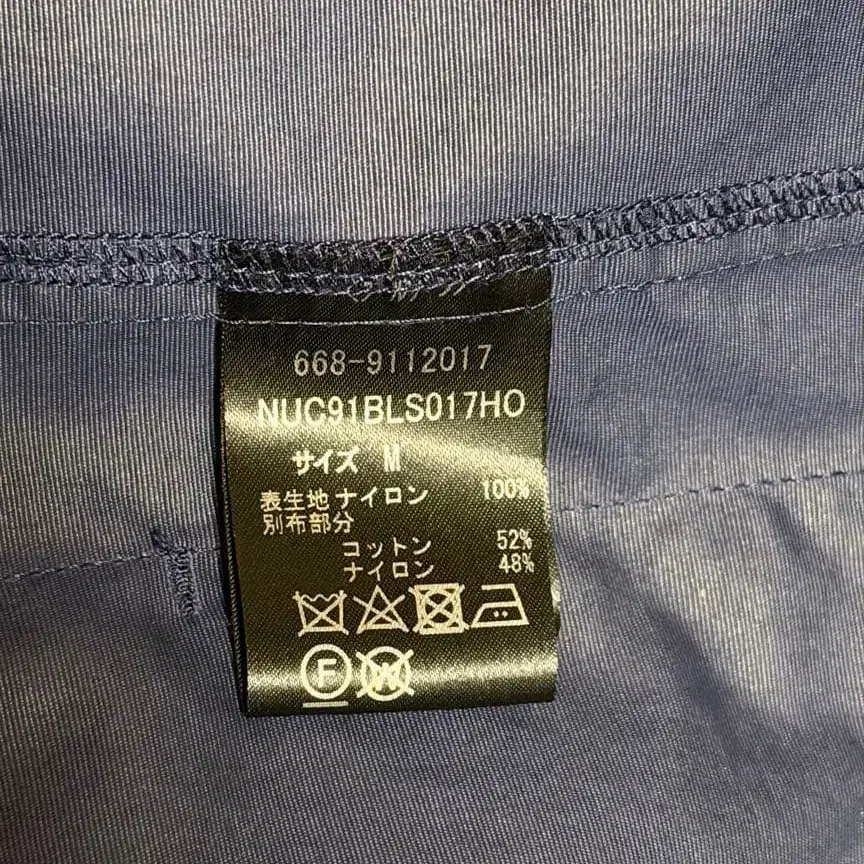 668-9112017
NUC91BLS017HO
サイズ M
表生地 ナイロン 100%
別布部分
コットン 52%
ナイロン 48%
F W